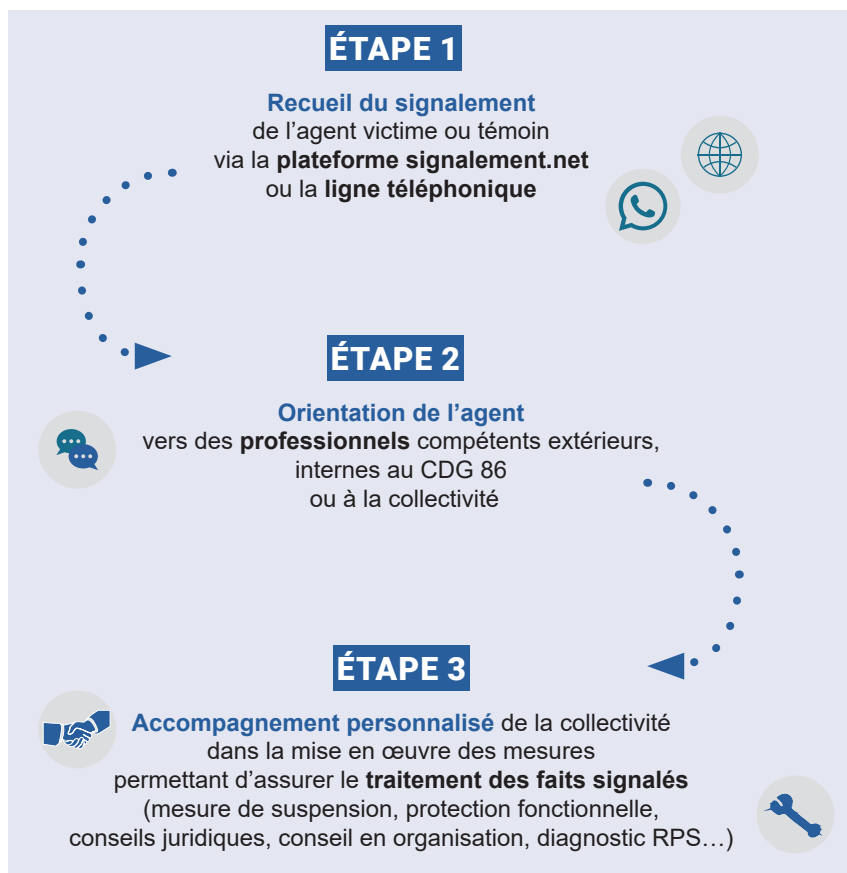 ÉTAPE 1
Recueil du signalement
de l’agent victime ou témoin
via la plateforme signalement.net
ou la ligne téléphonique
ÉTAPE 2
Orientation de l’agent
vers des professionnels compétents extérieurs,
internes au CDG 86
ou à la collectivité
ÉTAPE 3
Accompagnement personnalisé de la collectivité
dans la mise en œuvre des mesures
permettant d’assurer le traitement des faits signalés
(mesure de suspension, protection fonctionnelle,
conseils juridiques, conseil en organisation, diagnostic RPS…)